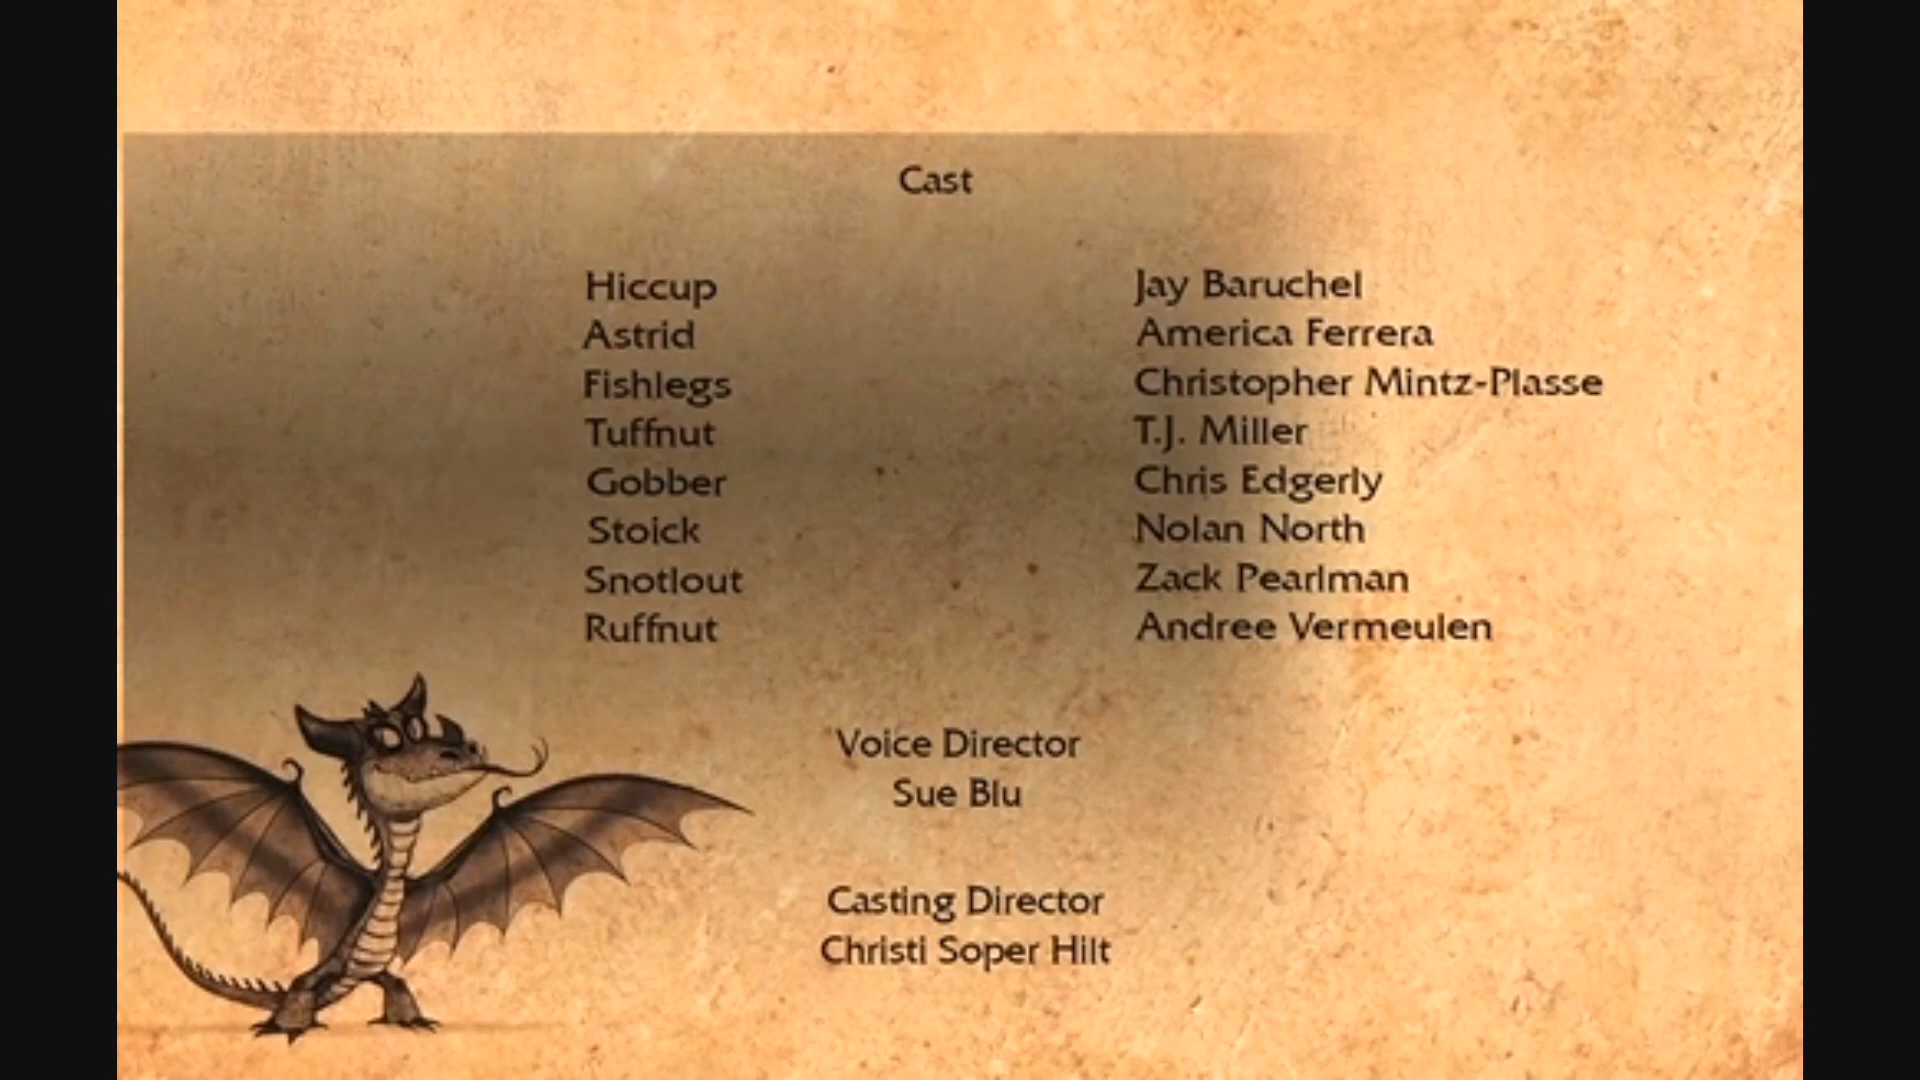 Cast
Hiccup Jay Baruchel
Astrid America Ferrera
Fishlegs Christopher Mintz-Plasse
Tuffnut T.J. Miller
Gobber Chris Edgerly
Stoick Nolan North
Snotlout Zack Pearlman
Ruffnut Andree Vermeulen
Voice Director
Sue Blu
Casting Director
Christi Soper Hilt